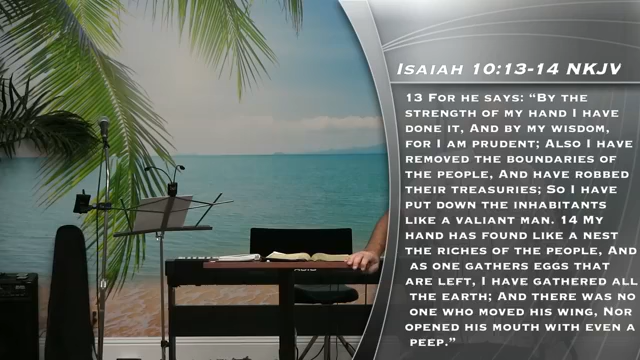 Isaiah 10:13-14 NKJV
13 For he says: “By the
strength of my hand I have
done it, And by my wisdom,
for I am prudent; Also I have
removed the boundaries of
the people, And have robbed
their treasuries; So I have
put down the inhabitants
like a valiant man. 14 My
hand has found like a nest
the riches of the people, And
as one gathers eggs that
are left, I have gathered all
the earth; And there was no
one who moved his wing, Nor
opened his mouth with even a
peep.”